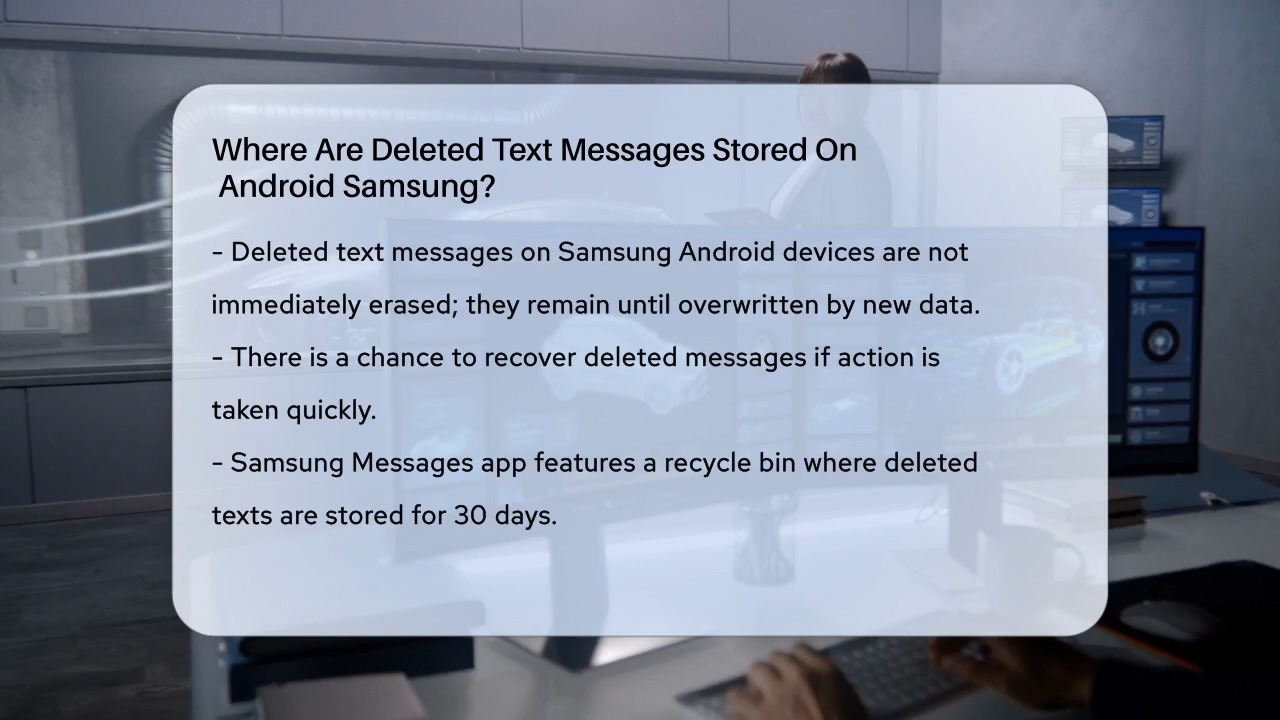 Where Are Deleted Text Messages Stored On
Android Samsung?
- Deleted text messages on Samsung Android devices are not
immediately erased; they remain until overwritten by new data.
- There is a chance to recover deleted messages if action is
taken quickly.
- Samsung Messages app features a recycle bin where deleted
texts are stored for 30 days.